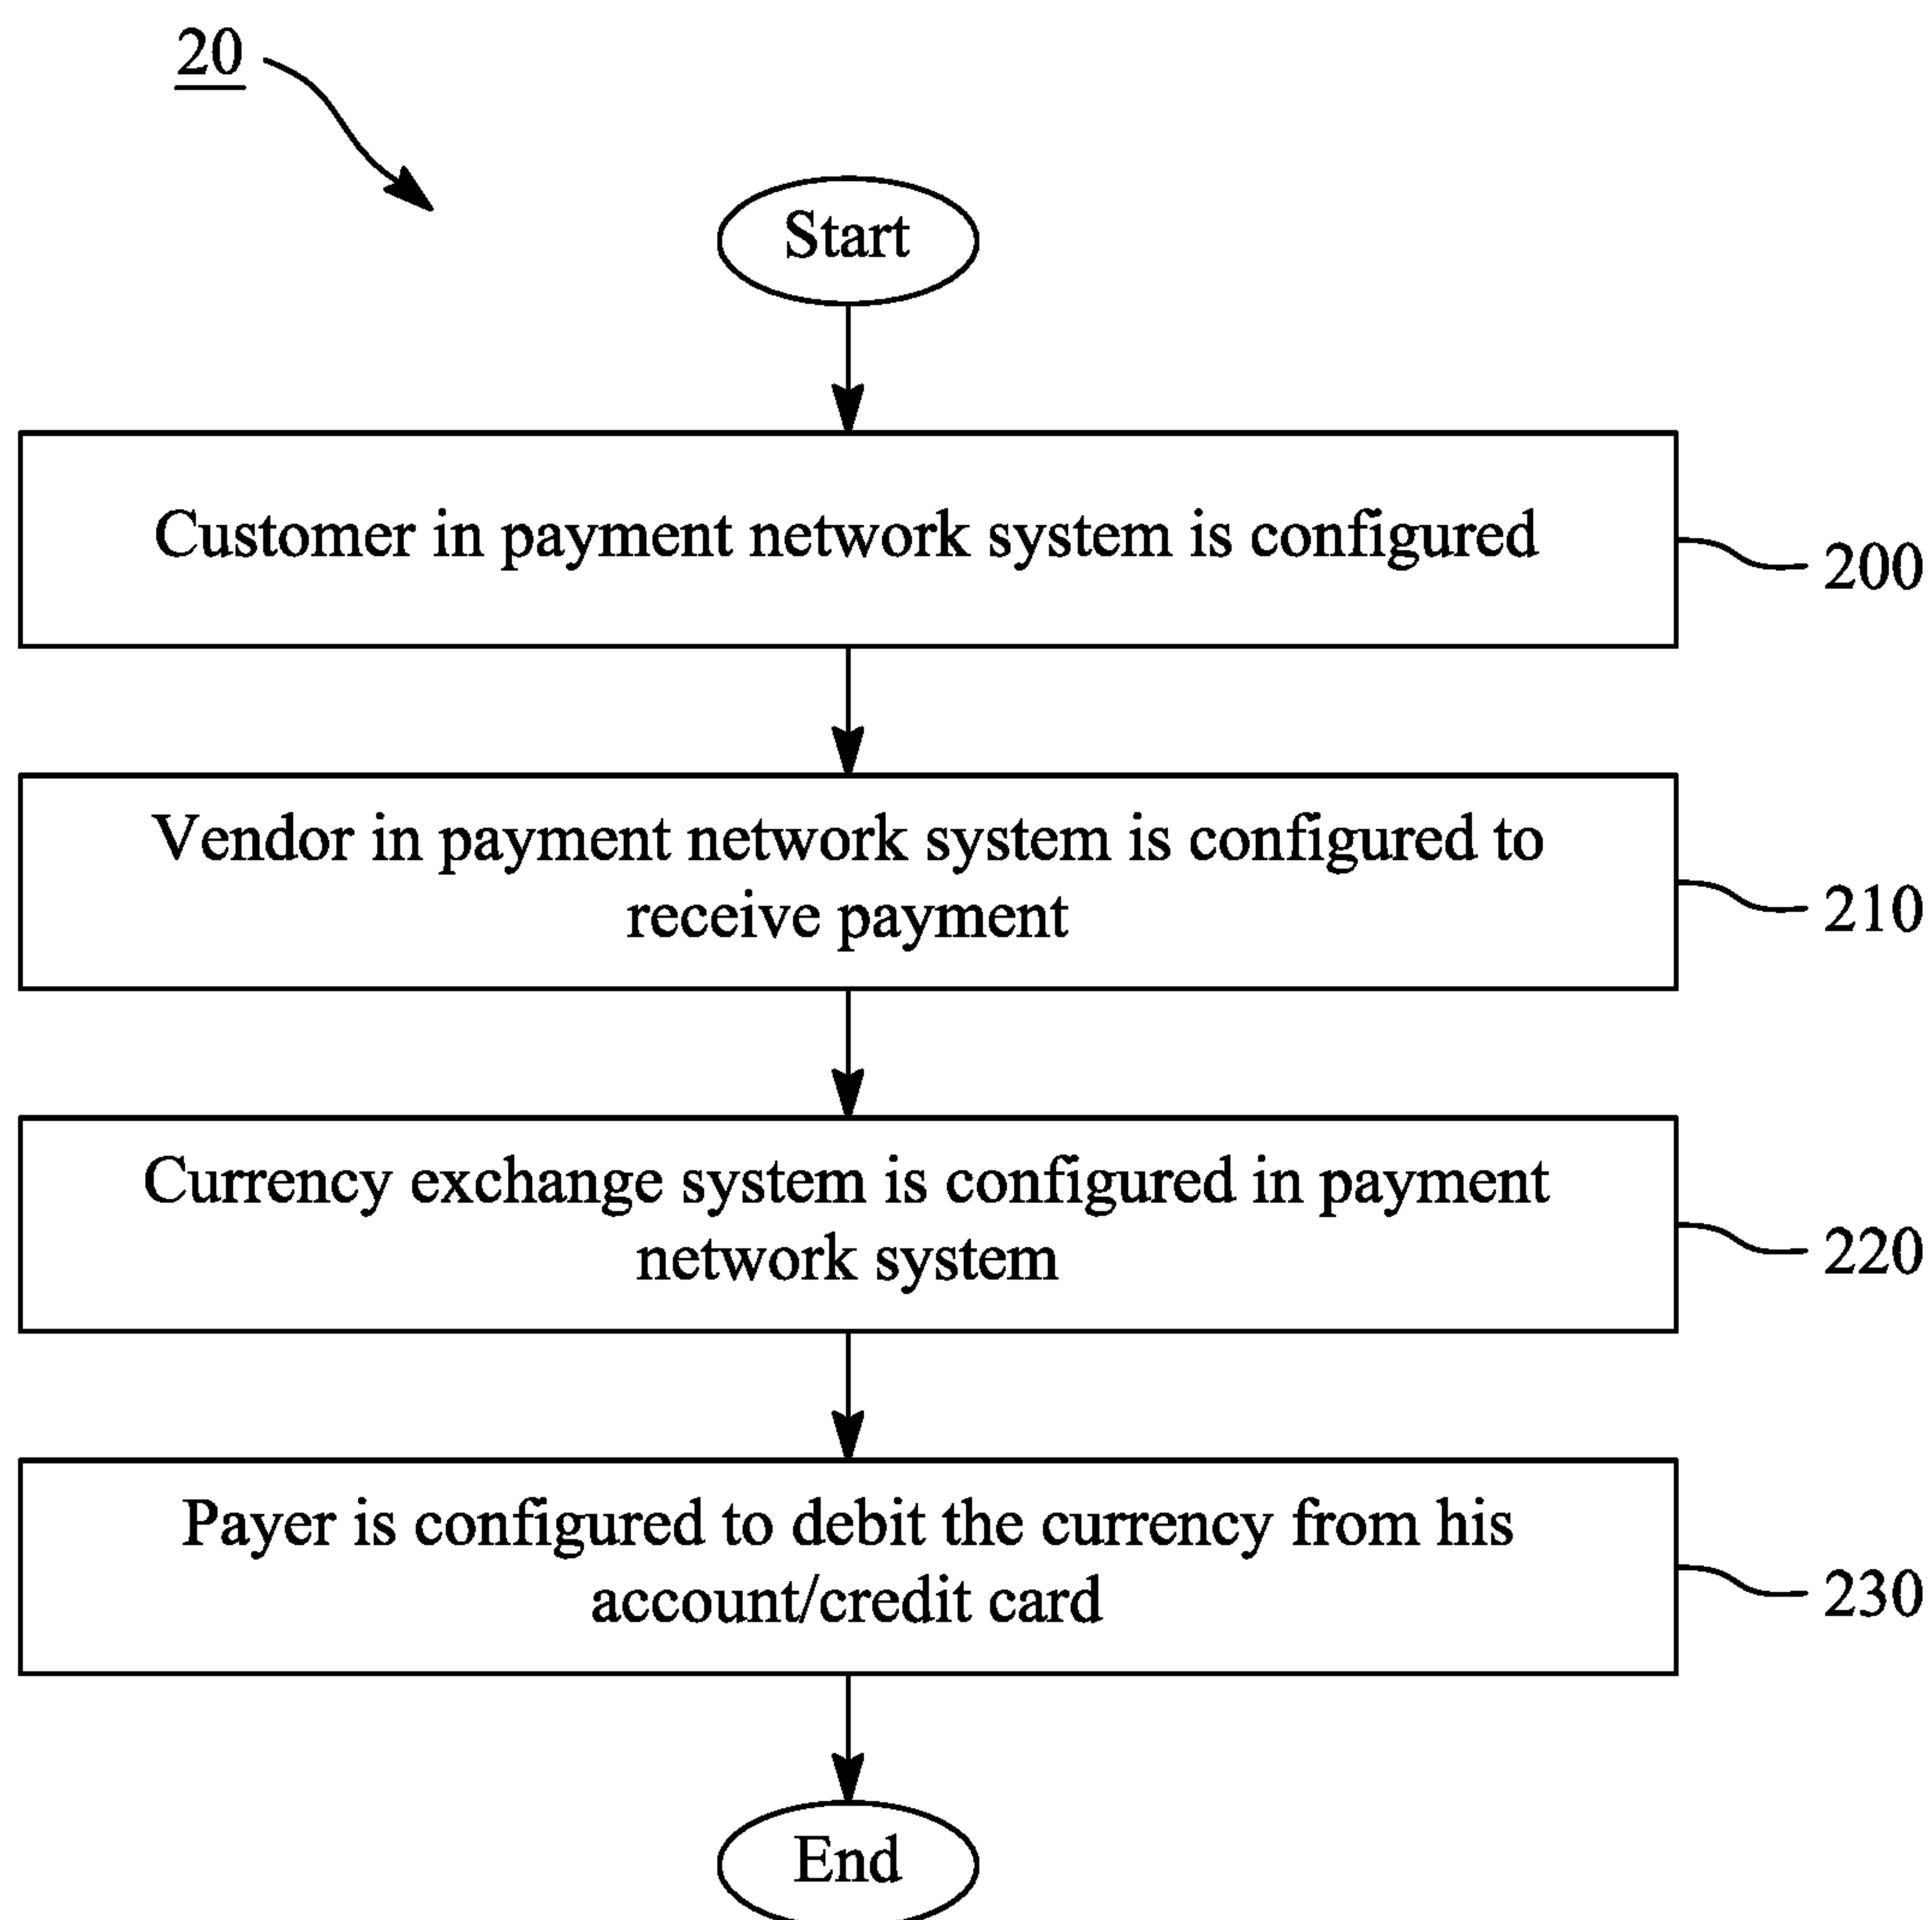 20
Start
Customer in payment network system is configured
200
Vendor in payment network system is configured to
receive payment
210
Currency exchange system is configured in payment
network system
220
Payer is configured to debit the currency from his
account/credit card
230
End